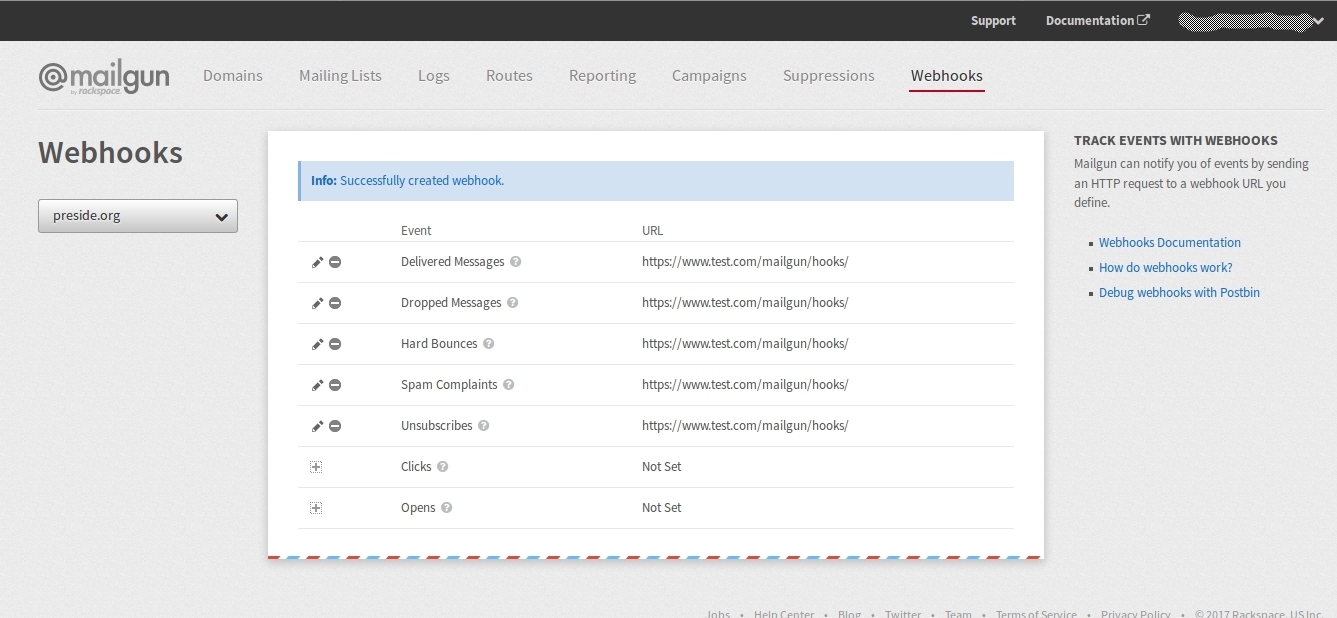 Support Documentation
@mailgun
by rackspace.
Domains Mailing Lists Logs Routes Reporting Campaigns Suppressions Webhooks
Webhooks
preside.org
Info: Successfully created webhook.
Event URL
Delivered Messages ? https://www.test.com/mailgun/hooks/
Dropped Messages ? https://www.test.com/mailgun/hooks/
Hard Bounces ? https://www.test.com/mailgun/hooks/
Spam Complaints ? https://www.test.com/mailgun/hooks/
Unsubscribes ? https://www.test.com/mailgun/hooks/
Clicks ? Not Set
Opens ? Not Set
TRACK EVENTS WITH WEBHOOKS
Mailgun can notify you of events by sending
an HTTP request to a webhook URL you
define.
Webhooks Documentation
How do webhooks work?
Debug webhooks with Postbin
Jobs • Help Center • Blog • Twitter • Team • Terms of Service • Privacy Policy • © 2017 Rackspace, US Inc.